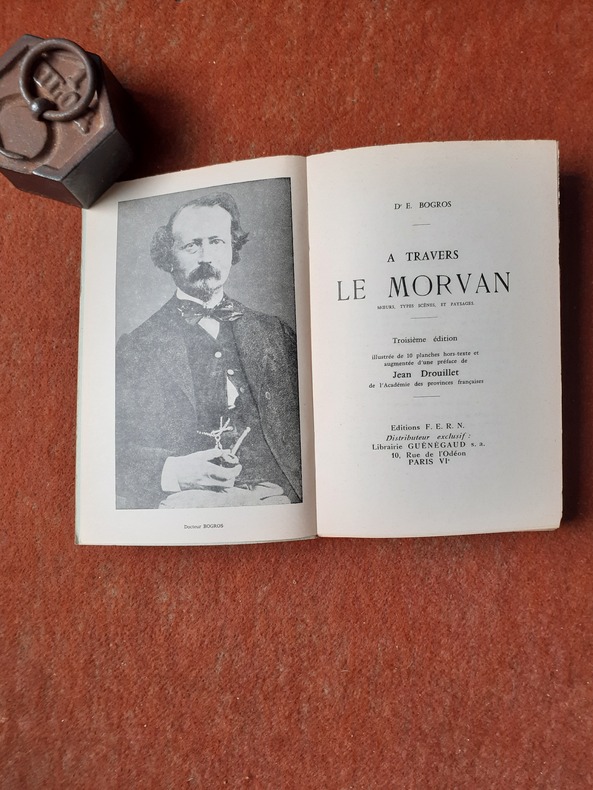 Docteur BOGROS
Dr E. BOGROS
A TRAVERS
LE MORVAN
MŒURS, TYPES SCÈNES, ET PAYSAGES.
Troisième édition
illustrée de 10 planches hors-texte et
augmentée d'une préface de
Jean Drouillet
de l'Académie des provinces françaises
Editions F. E. R. N.
Distributeur exclusif :
Librairie GUÉNÉGAUD s. a.
10, Rue de l'Odéon
PARIS VIe